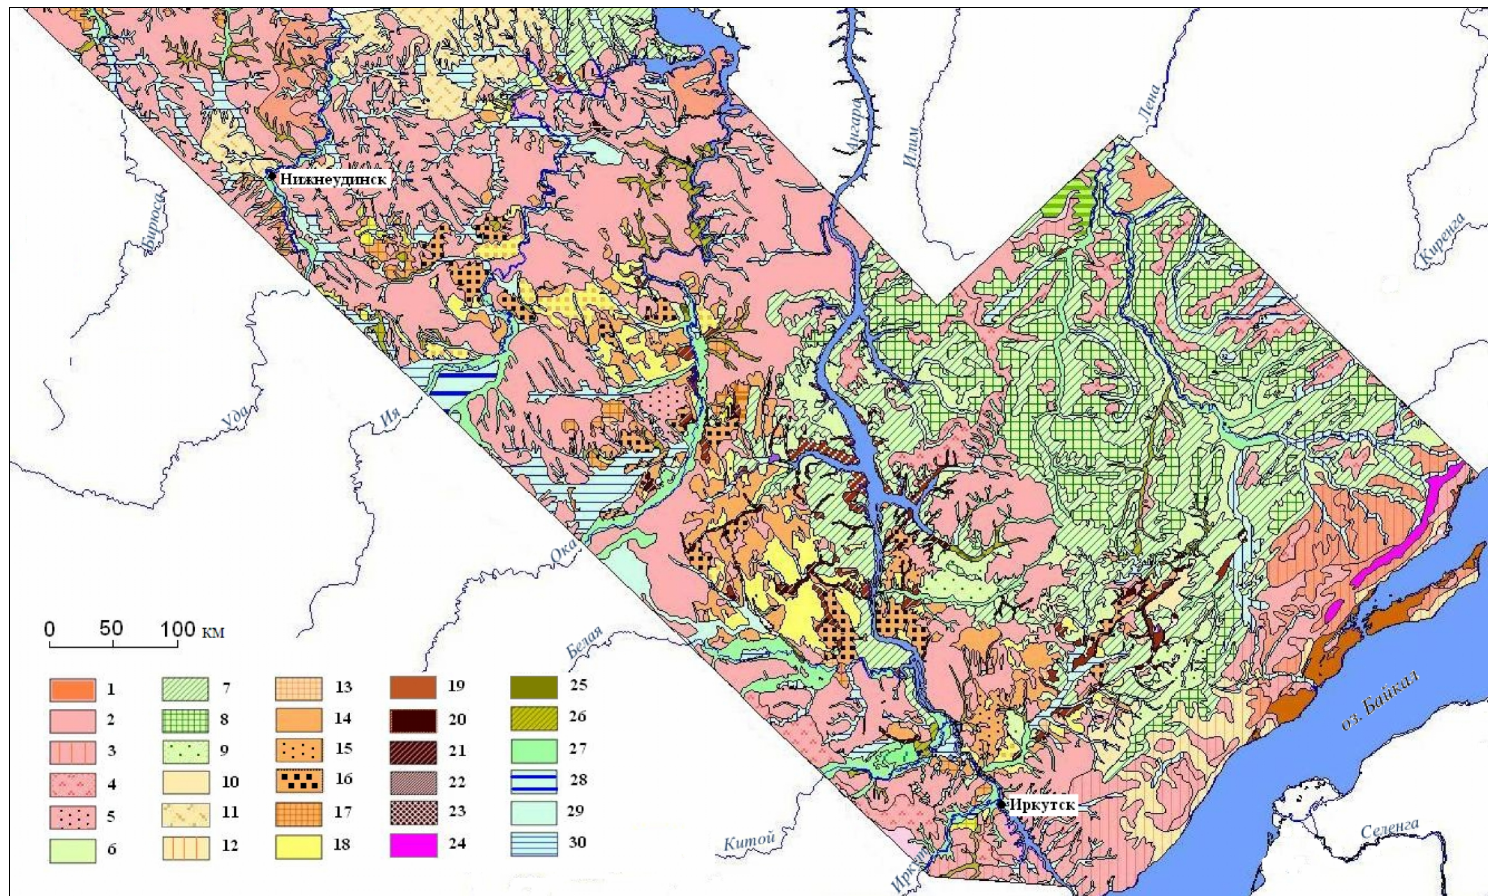 Ангара
Илим
Лена
Киренга
Бирюса
Нижнеудинск
Уда
Ия
Ока
Белая
Китой
Иркут
Иркутск
оз. Байкал
Селенга
0 50 100 км
1 7 13 19 25
2 8 14 20 26
3 9 15 21 27
4 10 16 22 28
5 11 17 23 29
6 12 18 24 30